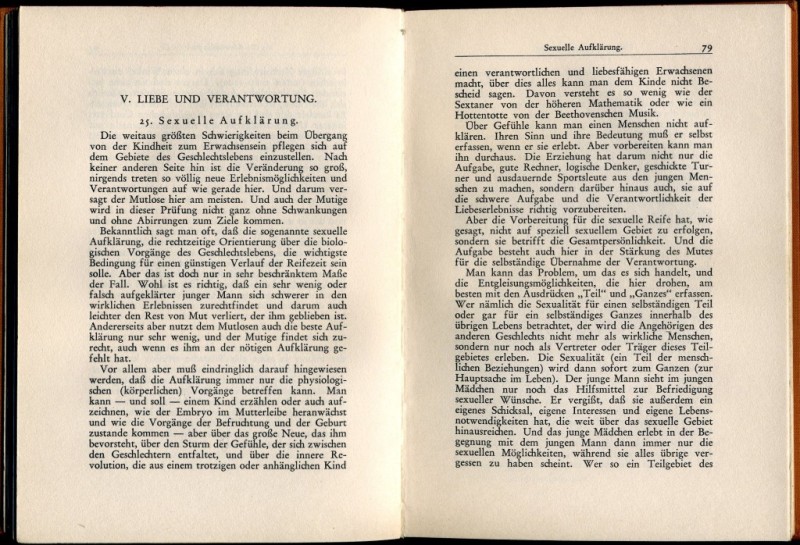 V. LIEBE UND VERANTWORTUNG.
25. Sexuelle Aufklärung.
Die weitaus größten Schwierigkeiten beim Übergang
von der Kindheit zum Erwachsensein pflegen sich auf
dem Gebiete des Geschlechtslebens einzustellen. Nach
keiner anderen Seite hin ist die Veränderung so groß,
nirgends treten so völlig neue Erlebnismöglichkeiten und
Verantwortungen auf wie gerade hier. Und darum ver-
sagt der Mutlose hier am meisten. Und auch der Mutige
wird in dieser Prüfung nicht ganz ohne Schwankungen
und ohne Abirrungen zum Ziele kommen.
Bekanntlich sagt man oft, daß die sogenannte sexuelle
Aufklärung, die rechtzeitige Orientierung über die biolo-
gischen Vorgänge des Geschlechtslebens, die wichtigste
Bedingung für einen günstigen Verlauf der Reifezeit sein
solle. Aber das ist doch nur in sehr beschränktem Maße
der Fall. Wohl ist es richtig, daß ein sehr wenig oder
falsch aufgeklärter junger Mann sich schwerer in den
wirklichen Erlebnissen zurechtfindet und darum auch
leichter den Rest von Mut verliert, der ihm geblieben ist.
Andererseits aber nutzt dem Mutlosen auch die beste Auf-
klärung nur sehr wenig, und der Mutige findet sich zu-
recht, auch wenn es ihm an der nötigen Aufklärung ge-
fehlt hat.
Vor allem aber muß eindringlich darauf hingewiesen
werden, daß die Aufklärung immer nur die physiologi-
schen (körperlichen) Vorgänge betreffen kann. Man
kann — und soll — einem Kind erzählen oder auch auf-
zeichnen, wie der Embryo im Mutterleibe heranwächst
und wie die Vorgänge der Befruchtung und der Geburt
zustande kommen — aber über das große Neue, das ihm
bevorsteht, über den Sturm der Gefühle, der sich zwischen
den Geschlechtern entfaltet, und über die innere Re-
volution, die aus einem trotzigen oder anhänglichen Kind
Sexuelle Aufklärung. 79
einen verantwortlichen und liebesfähigen Erwachsenen
macht, über dies alles kann man dem Kinde nicht Be-
scheid sagen. Davon versteht es so wenig wie der
Sextaner von der höheren Mathematik oder wie ein
Hottentotte von der Beethovenschen Musik.
Über Gefühle kann man einen Menschen nicht auf-
klären. Ihren Sinn und ihre Bedeutung muß er selbst
erfassen, wenn er sie erlebt. Aber vorbereiten kann man
ihn durchaus. Die Erziehung hat darum nicht nur die
Aufgabe, gute Rechner, logische Denker, geschickte Tur-
ner und ausdauernde Sportsleute aus den jungen Men-
schen zu machen, sondern darüber hinaus auch, sie auf
die schwere Aufgabe und die Verantwortlichkeit der
Liebeserlebnisse richtig vorzubereiten.
Aber die Vorbereitung für die sexuelle Reife hat, wie
gesagt, nicht auf speziell sexuellem Gebiet zu erfolgen,
sondern sie betrifft die Gesamtpersönlichkeit. Und die
Aufgabe besteht auch hier in der Stärkung des Mutes
für die selbständige Übernahme der Verantwortung.
Man kann das Problem, um das es sich handelt, und
die Entgleisungsmöglichkeiten, die hier drohen, am
besten mit den Ausdrücken „Teil“ und „Ganzes“ erfassen.
Wer nämlich die Sexualität für einen selbständigen Teil
oder gar für ein selbständiges Ganzes innerhalb des
übrigen Lebens betrachtet, der wird die Angehörigen des
anderen Geschlechts nicht mehr als wirkliche Menschen,
sondern nur noch als Vertreter oder Träger dieses Teil-
gebietes erleben. Die Sexualität (ein Teil der mensch-
lichen Beziehungen) wird dann sofort zum Ganzen (zur
Hauptsache im Leben). Der junge Mann sieht im jungen
Mädchen nur noch das Hilfsmittel zur Befriedigung
sexueller Wünsche. Er vergißt, daß sie außerdem ein
eigenes Schicksal, eigene Interessen und eigene Lebens-
notwendigkeiten hat, die weit über das sexuelle Gebiet
hinausreichen. Und das junge Mädchen erlebt in der Be-
gegnung mit dem jungen Mann dann immer nur die
sexuellen Möglichkeiten, während sie alles übrige ver-
gessen zu haben scheint. Wer so ein Teilgebiet des